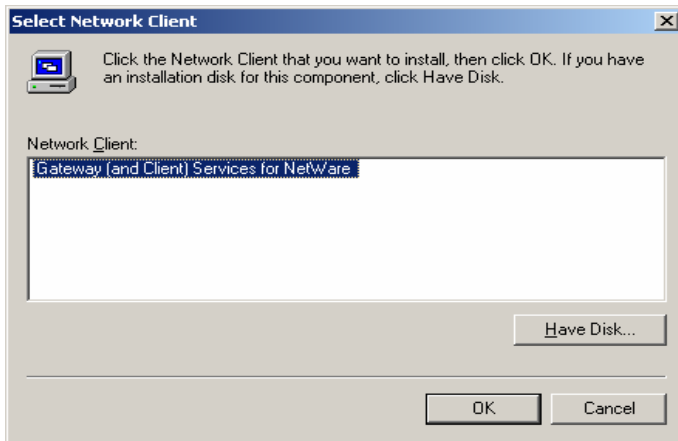 Select Network Client
Click the Network Client that you want to install, then click OK. If you have
an installation disk for this component, click Have Disk.
Network Client:
Gateway (and Client) Services for NetWare
Have Disk...
OK
Cancel